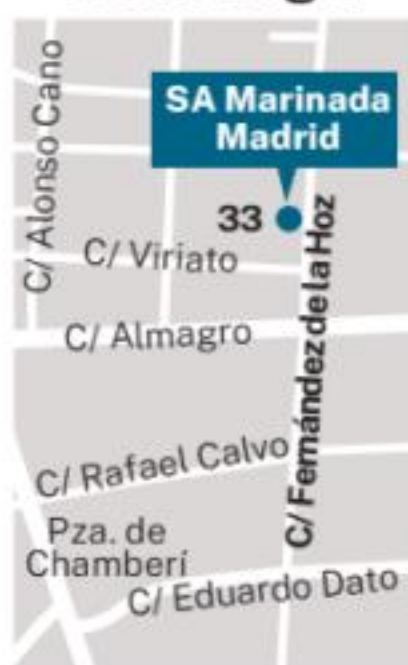 C/ Alonso Cano
SA Marinada
Madrid
33
C/ Viriato
C/ Fernández de la Hoz
C/ Almagro
C/ Rafael Calvo
Pza. de
Chamberí
C/ Eduardo Dato